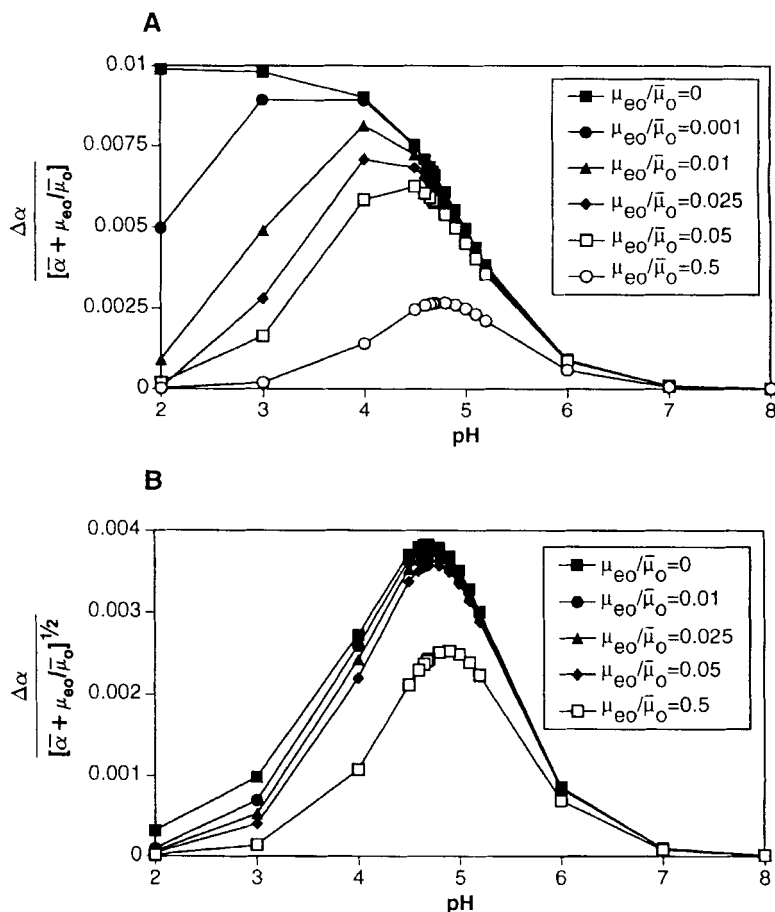 A
0.01
0.0075
0.005
0.0025
0
Δα
[ᾱ + μeo/μ̄o]
μeo/μ̄o=0
μeo/μ̄o=0.001
μeo/μ̄o=0.01
μeo/μ̄o=0.025
μeo/μ̄o=0.05
μeo/μ̄o=0.5
2 3 4 5 6 7 8
pH
B
0.004
0.003
0.002
0.001
0
Δα
[ᾱ + μeo/μ̄o]1/2
μeo/μ̄o=0
μeo/μ̄o=0.01
μeo/μ̄o=0.025
μeo/μ̄o=0.05
μeo/μ̄o=0.5
2 3 4 5 6 7 8
pH